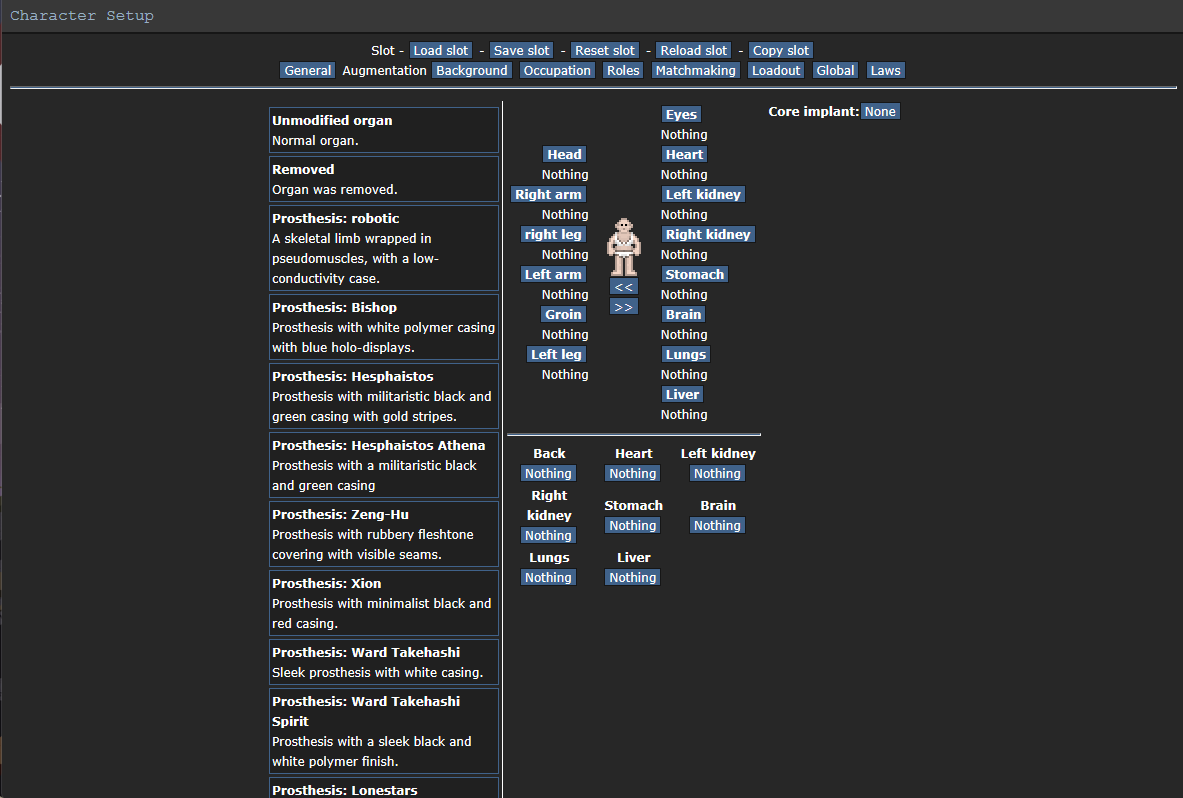 Character Setup
Slot - Load slot - Save slot - Reset slot - Reload slot - Copy slot
General Augmentation Background Occupation Roles Matchmaking Loadout Global Laws
Unmodified organ
Normal organ.
Removed
Organ was removed.
Prosthesis: robotic
A skeletal limb wrapped in
pseudomuscles, with a low-
conductivity case.
Prosthesis: Bishop
Prosthesis with white polymer casing
with blue holo-displays.
Prosthesis: Hesphaistos
Prosthesis with militaristic black and
green casing with gold stripes.
Prosthesis: Hesphaistos Athena
Prosthesis with a militaristic black
and green casing
Prosthesis: Zeng-Hu
Prosthesis with rubbery fleshtone
covering with visible seams.
Prosthesis: Xion
Prosthesis with minimalist black and
red casing.
Prosthesis: Ward Takehashi
Sleek prosthesis with white casing.
Prosthesis: Ward Takehashi
Spirit
Prosthesis with a sleek black and
white polymer finish.
Prosthesis: Lonestars
Head
Nothing
Right arm
Nothing
right leg
Nothing
Left arm
Nothing
Groin
Nothing
Left leg
Nothing
<<
>>
Eyes
Nothing
Heart
Nothing
Left kidney
Nothing
Right kidney
Nothing
Stomach
Nothing
Brain
Nothing
Lungs
Nothing
Liver
Nothing
Back
Nothing
Heart
Nothing
Left kidney
Nothing
Right
kidney
Nothing
Stomach
Nothing
Brain
Nothing
Lungs
Nothing
Liver
Nothing
Core implant: None